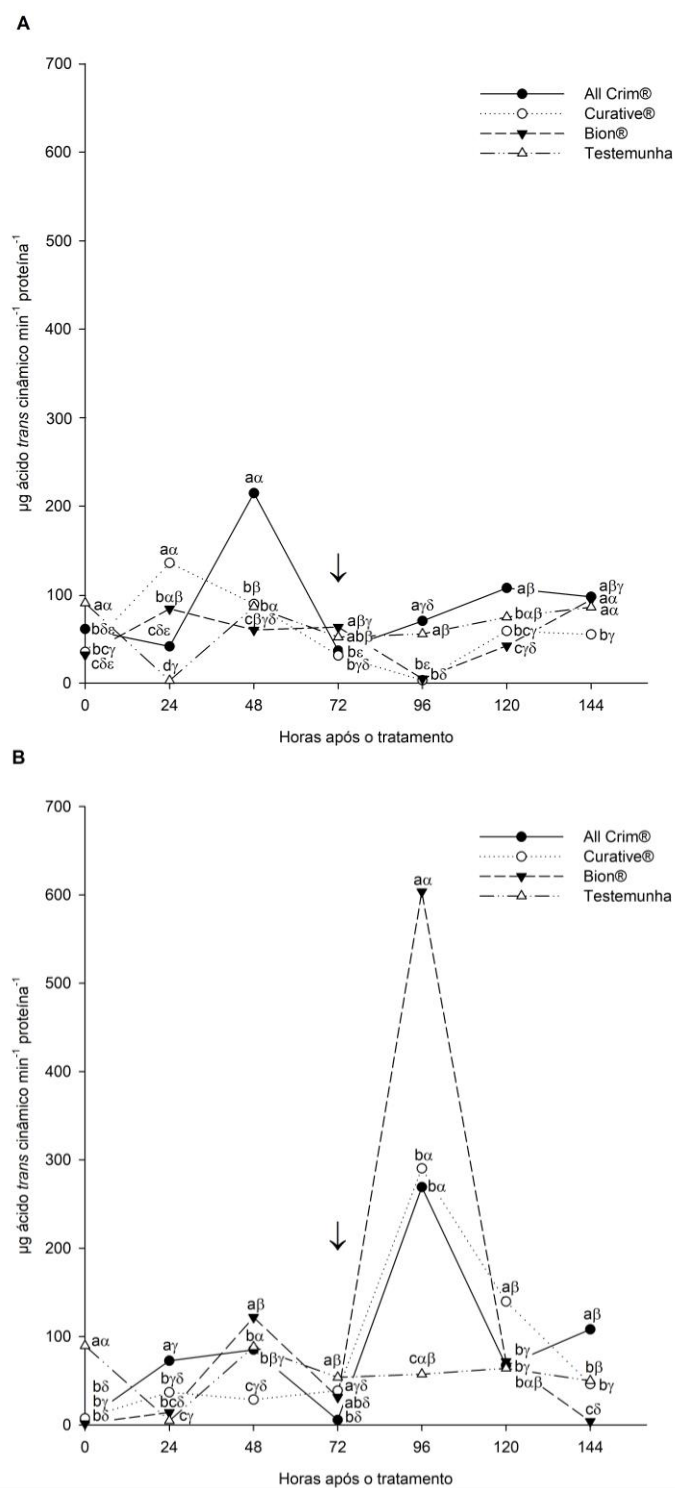 A
700
600
500
400
300
200
100
0
µg ácido trans cinâmico min⁻¹ proteína⁻¹
All Crim®
Curative®
Bion®
Testemunha
aα
bδε
bcγ
cδε
aα
bαβ
cδε
dγ
aα
bβ
bα
cβγδ
aβγ
abβ
bε
bγδ
aγδ
aβ
bε
bδ
aβ
bαβ
bcγ
cγδ
aβγ
aα
aα
bγ
0 24 48 72 96 120 144
Horas após o tratamento
B
700
600
500
400
300
200
100
0
µg ácido trans cinâmico min⁻¹ proteína⁻¹
All Crim®
Curative®
Bion®
Testemunha
aα
bδ
bγ
bδ
aγ
bγδ
bcδ
cγ
aβ
bα
bβγ
cγδ
aβ
aγδ
abδ
bδ
aα
bα
bα
cαβ
aβ
bγ
bγ
bαβ
aβ
bβ
bγ
cδ
0 24 48 72 96 120 144
Horas após o tratamento